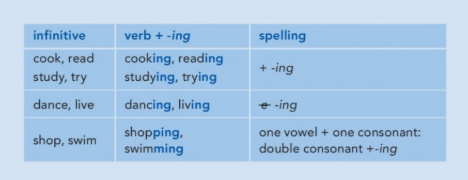 infinitive verb + -ing spelling
cook, read cooking, reading + -ing
study, try studying, trying
dance, live dancing, living e -ing
shop, swim shopping, one vowel + one consonant:
swimming double consonant +-ing